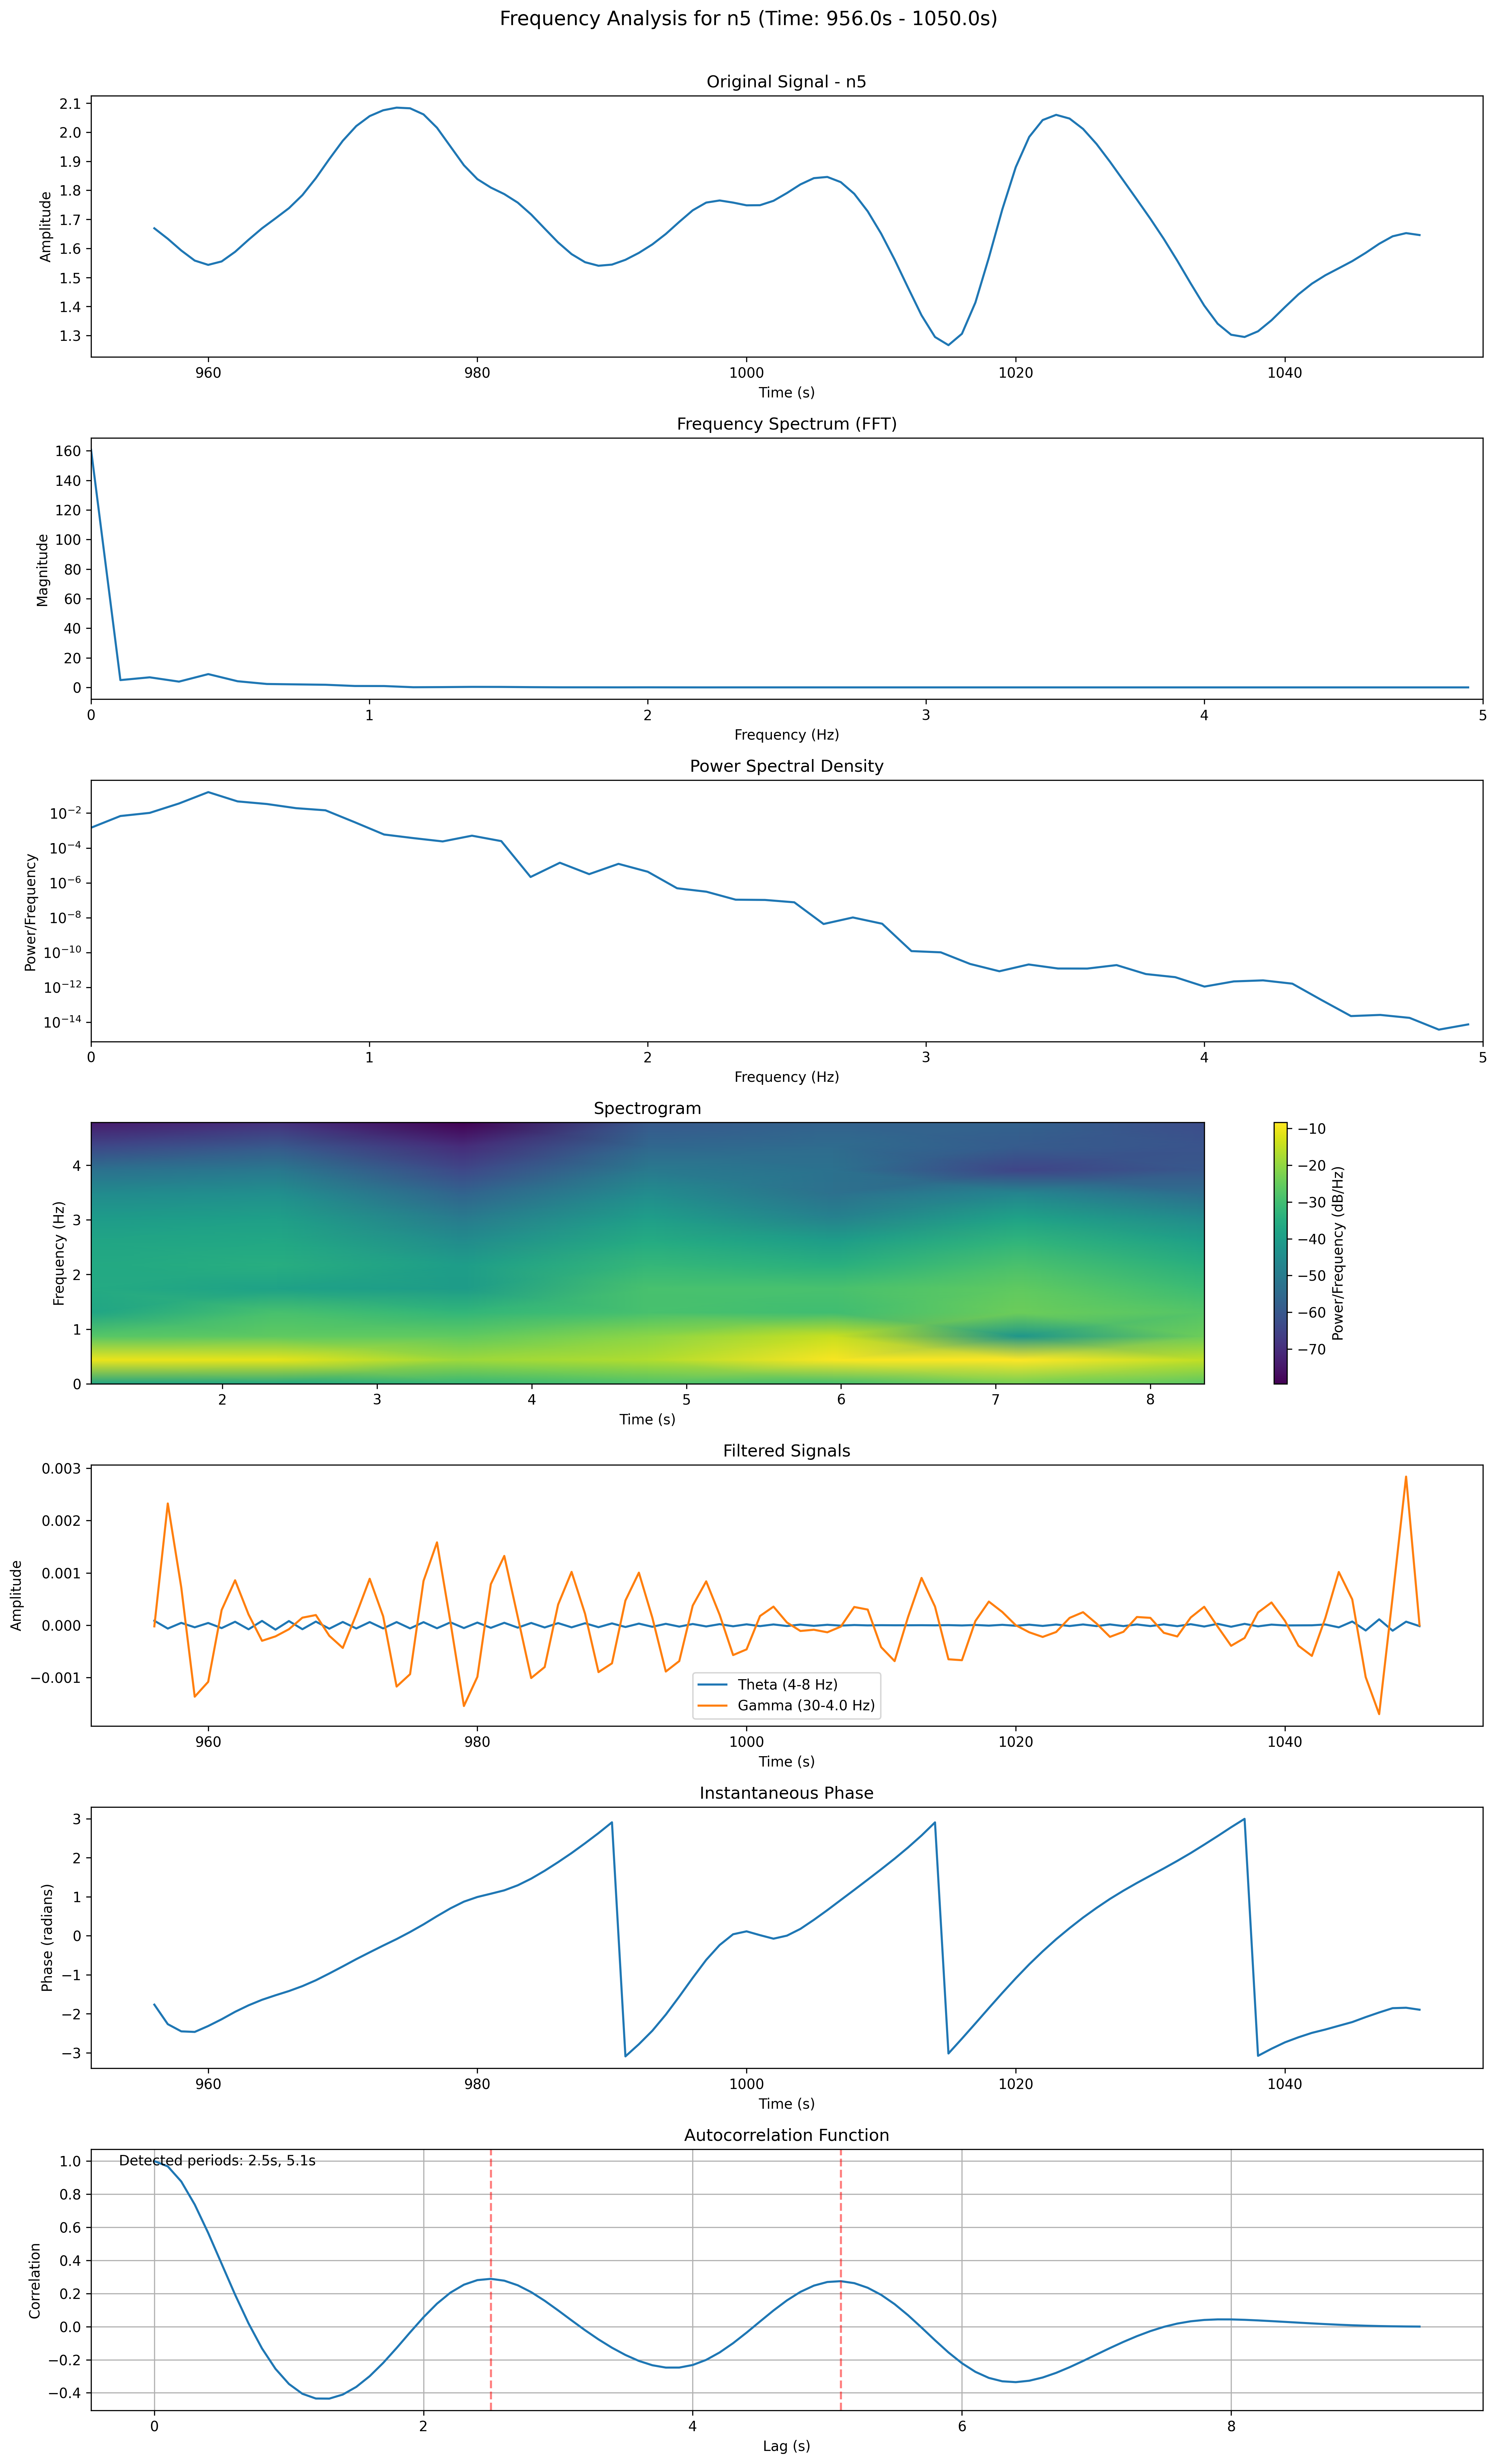 Frequency Analysis for n5 (Time: 956.0s - 1050.0s)
Original Signal - n5
2.1
2.0
1.9
1.8
1.7
1.6
1.5
1.4
1.3
Amplitude
960 980 1000 1020 1040
Time (s)
Frequency Spectrum (FFT)
160
140
120
100
80
60
40
20
0
Magnitude
0 1 2 3 4 5
Frequency (Hz)
Power Spectral Density
10⁻²
10⁻⁴
10⁻⁶
10⁻⁸
10⁻¹⁰
10⁻¹²
10⁻¹⁴
Power/Frequency
0 1 2 3 4 5
Frequency (Hz)
Spectrogram
4
3
2
1
0
Frequency (Hz)
2 3 4 5 6 7 8
Time (s)
−10
−20
−30
−40
−50
−60
−70
Power/Frequency (dB/Hz)
Filtered Signals
0.003
0.002
0.001
0.000
−0.001
Amplitude
Theta (4-8 Hz)
Gamma (30-4.0 Hz)
960 980 1000 1020 1040
Time (s)
Instantaneous Phase
3
2
1
0
−1
−2
−3
Phase (radians)
960 980 1000 1020 1040
Time (s)
Autocorrelation Function
Detected periods: 2.5s, 5.1s
1.0
0.8
0.6
0.4
0.2
0.0
−0.2
−0.4
Correlation
0 2 4 6 8
Lag (s)